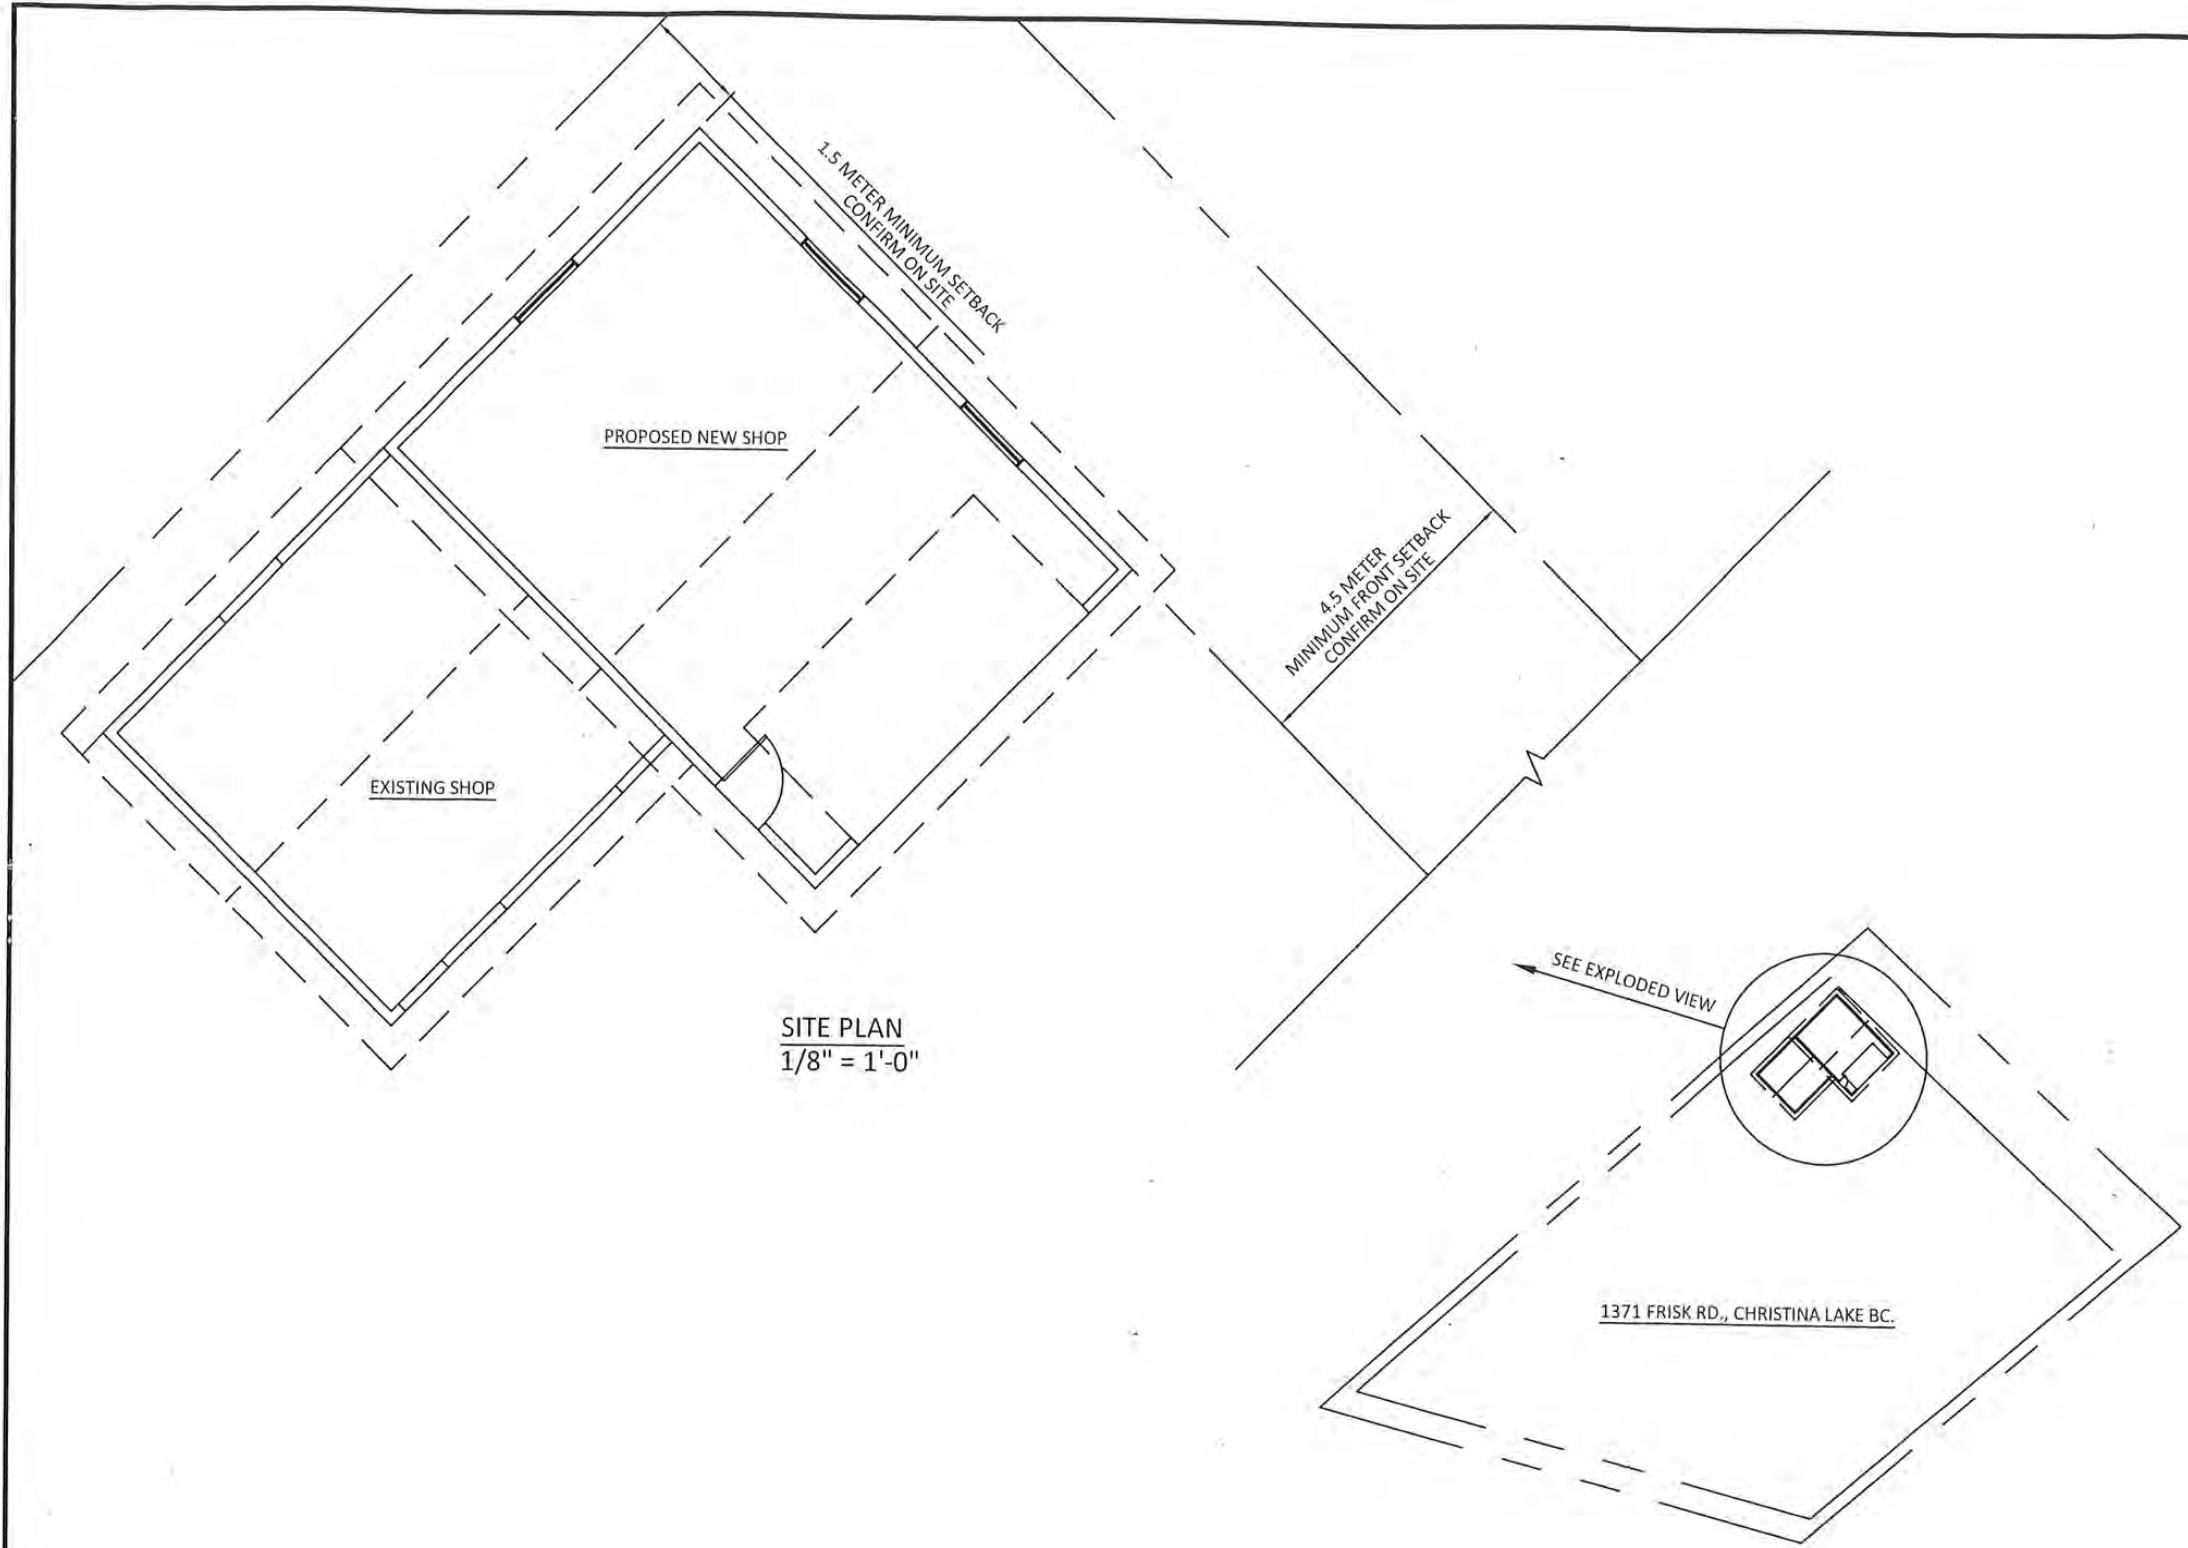 1.5 METER MINIMUM SETBACK
CONFIRM ON SITE
PROPOSED NEW SHOP
4.5 METER
MINIMUM FRONT SETBACK
CONFIRM ON SITE
EXISTING SHOP
SITE PLAN
1/8" = 1'-0"
SEE EXPLODED VIEW
1371 FRISK RD., CHRISTINA LAKE BC.